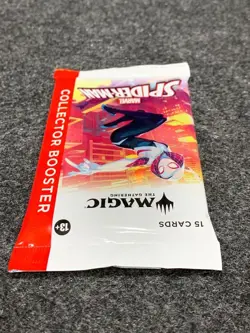 COLLECTOR BOOSTER
13+
MARVEL
SPIDER-MAN
MAGIC
THE GATHERING
15 CARDS